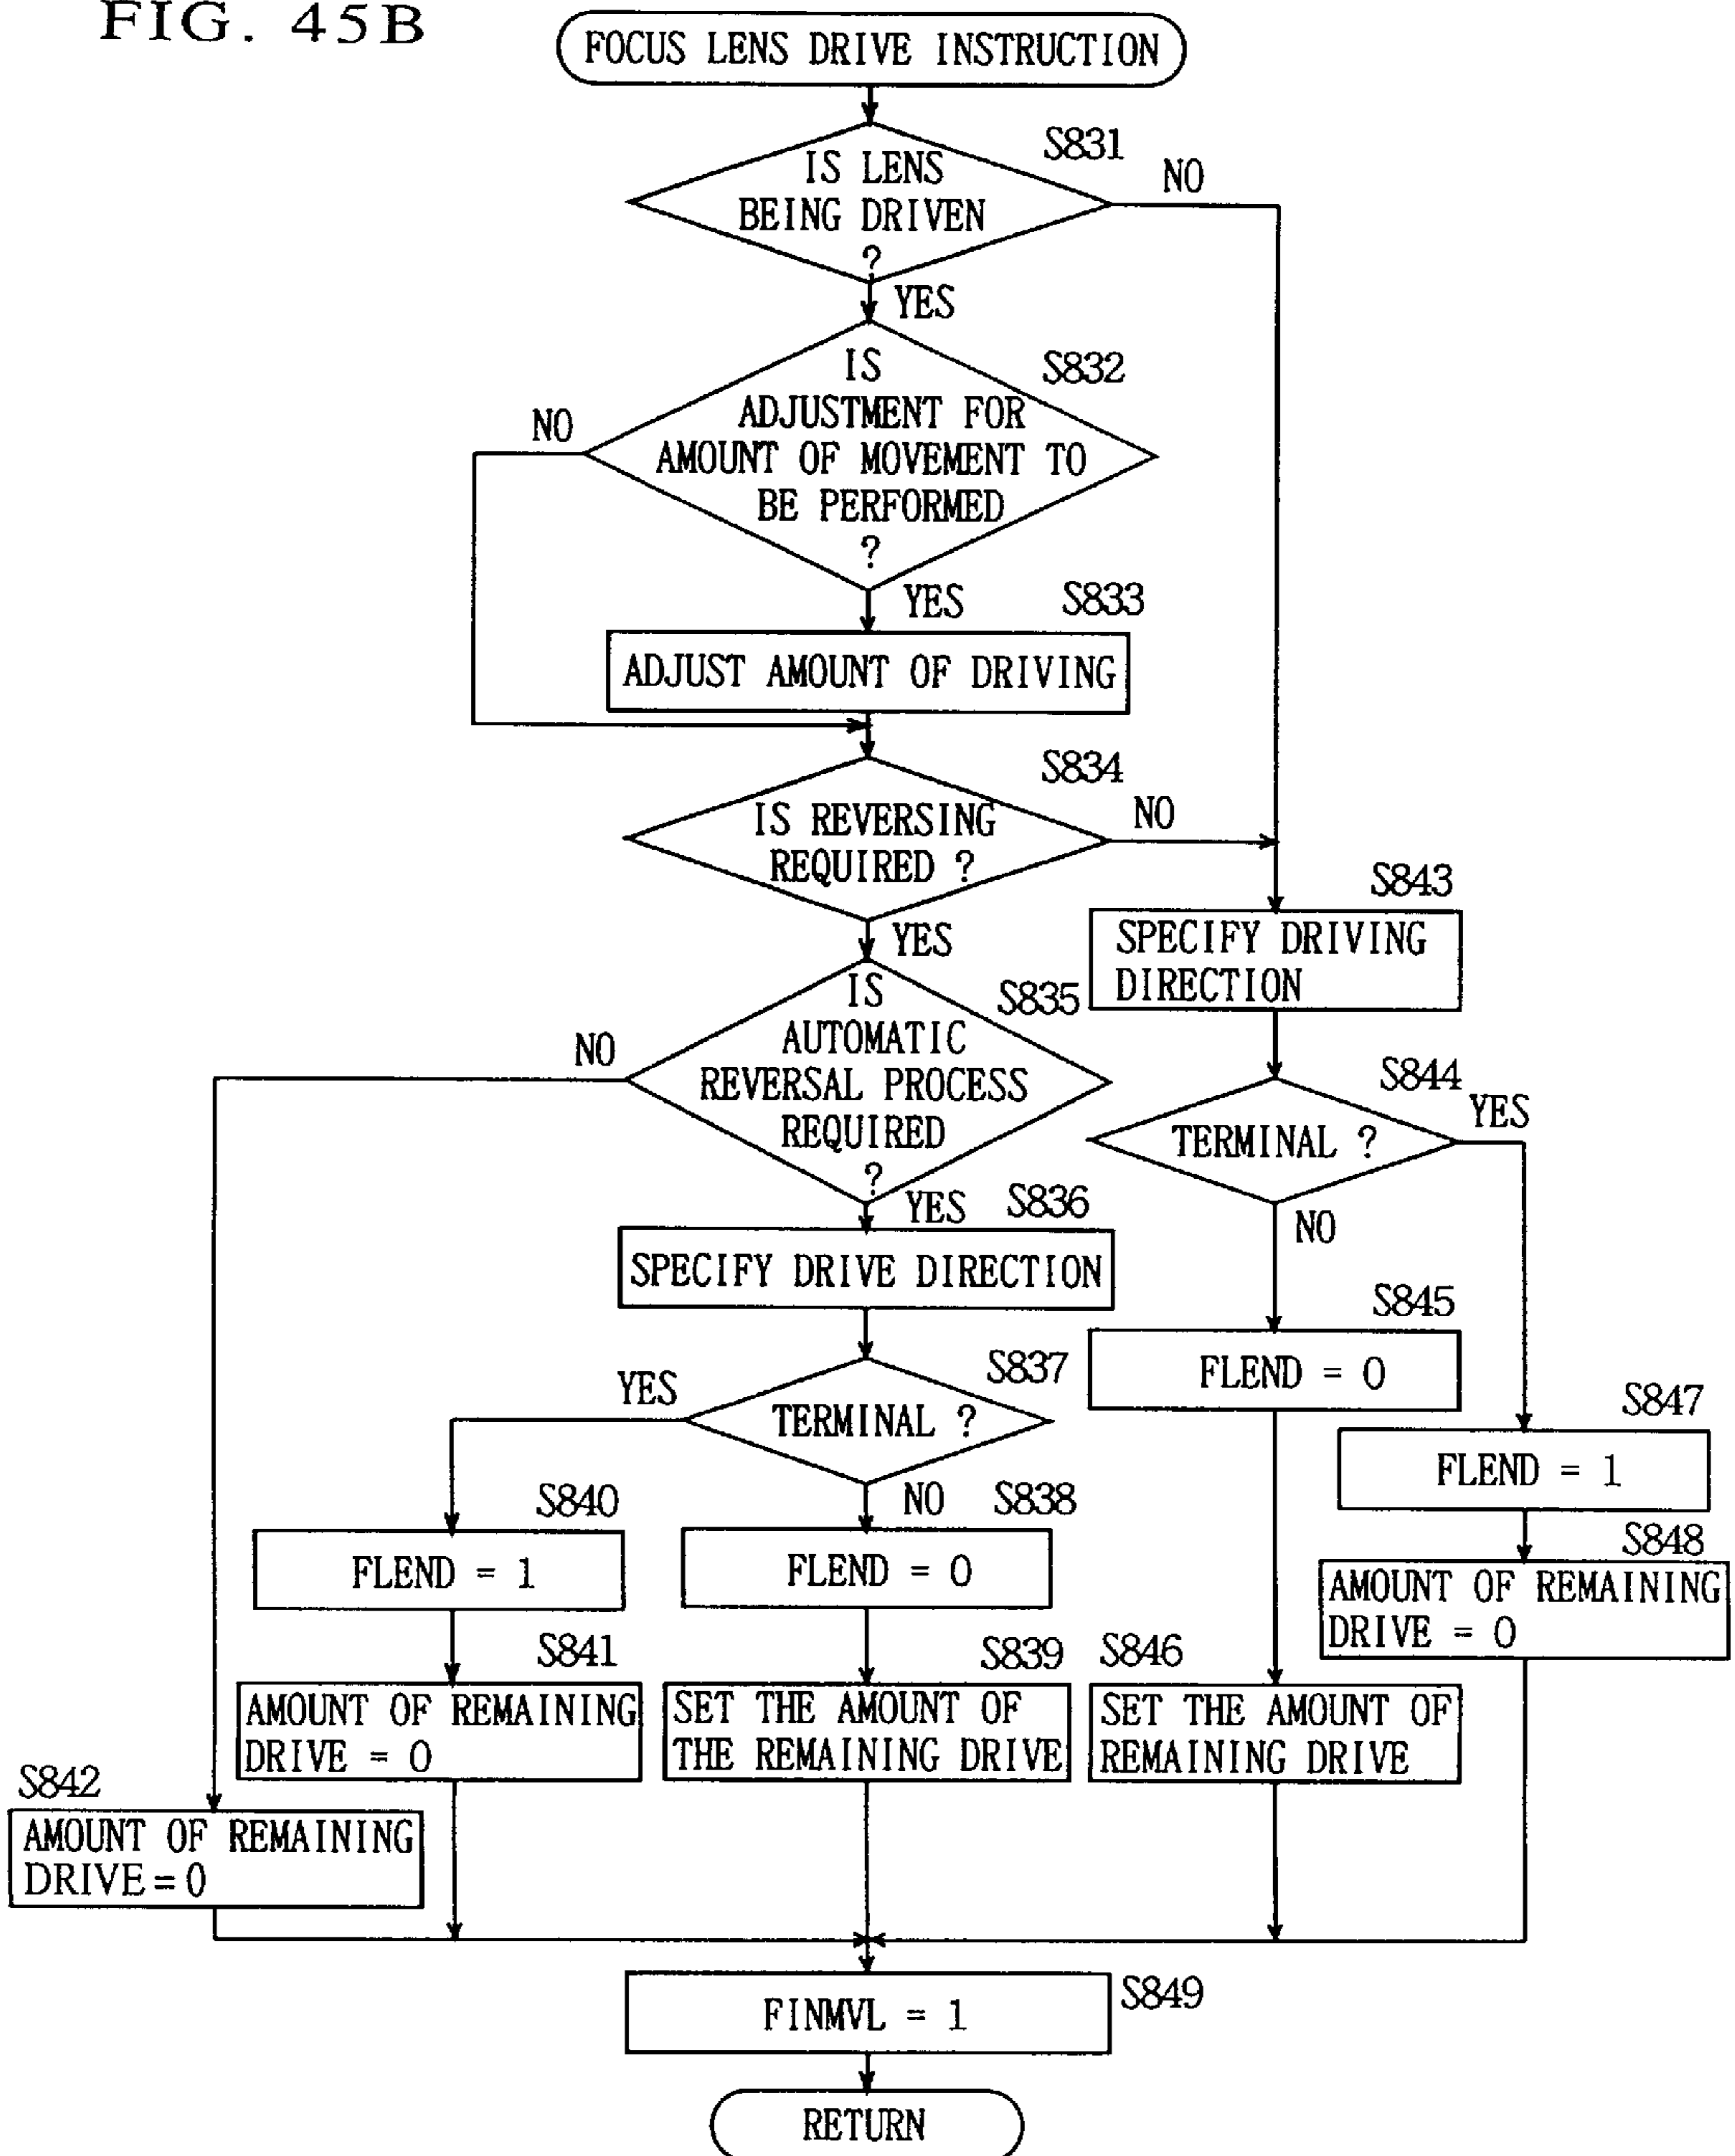 FIG. 45B
FOCUS LENS DRIVE INSTRUCTION
S831
IS LENS
BEING DRIVEN
?
NO
YES
S832
IS
ADJUSTMENT FOR
AMOUNT OF MOVEMENT TO
BE PERFORMED
?
NO
YES
S833
ADJUST AMOUNT OF DRIVING
S834
IS REVERSING
REQUIRED ?
NO
YES
S843
SPECIFY DRIVING
DIRECTION
S835
IS
AUTOMATIC
REVERSAL PROCESS
REQUIRED
?
NO
YES
S844
TERMINAL ?
YES
NO
S836
SPECIFY DRIVE DIRECTION
S845
FLEND = 0
S837
TERMINAL ?
YES
NO
S847
FLEND = 1
S840
FLEND = 1
S838
FLEND = 0
S848
AMOUNT OF REMAINING
DRIVE = 0
S841
AMOUNT OF REMAINING
DRIVE = 0
S839
SET THE AMOUNT OF
THE REMAINING DRIVE
S846
SET THE AMOUNT OF
REMAINING DRIVE
S842
AMOUNT OF REMAINING
DRIVE = 0
S849
FINMVL = 1
RETURN